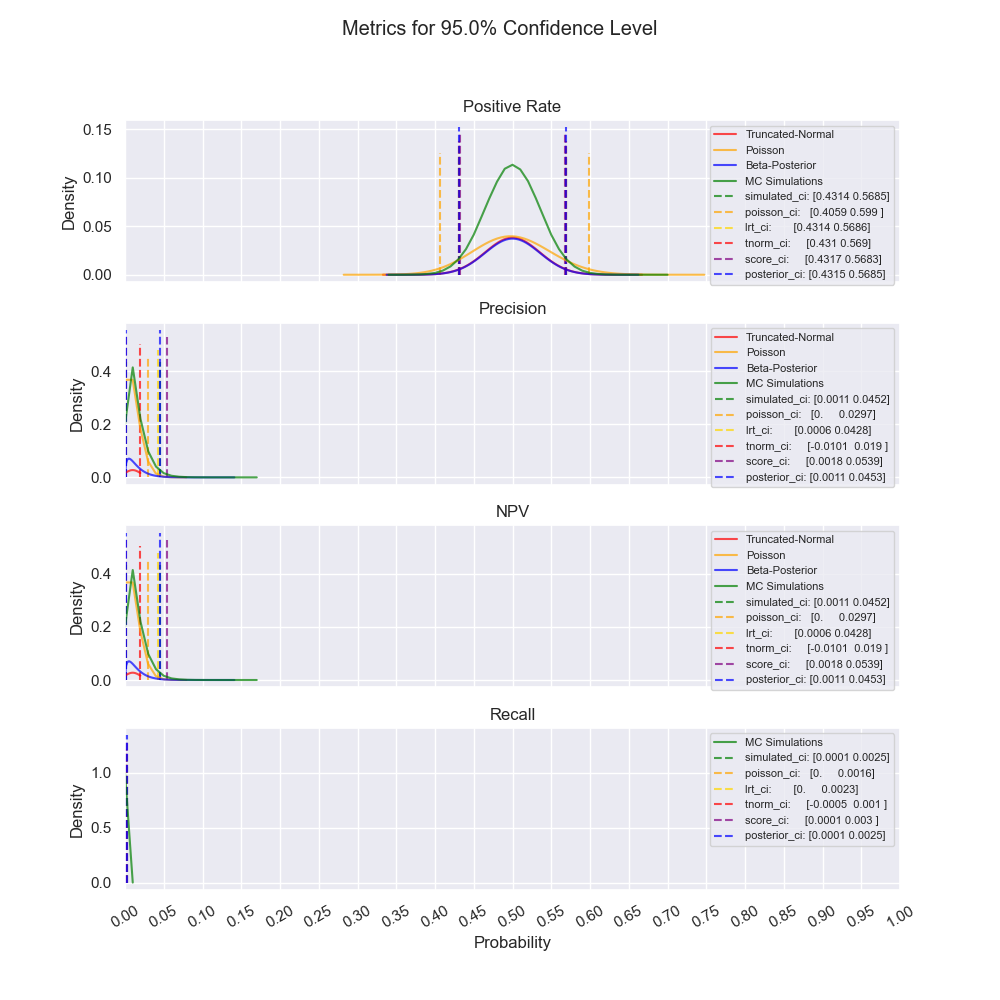 Metrics for 95.0% Confidence Level
Positive Rate
Density
0.15
0.10
0.05
0.00
Truncated-Normal
Poisson
Beta-Posterior
MC Simulations
simulated_ci: [0.4314 0.5685]
poisson_ci: [0.4059 0.599 ]
lrt_ci: [0.4314 0.5686]
tnorm_ci: [0.431 0.569]
score_ci: [0.4317 0.5683]
posterior_ci: [0.4315 0.5685]
Precision
Density
0.4
0.2
0.0
Truncated-Normal
Poisson
Beta-Posterior
MC Simulations
simulated_ci: [0.0011 0.0452]
poisson_ci: [0. 0.0297]
lrt_ci: [0.0006 0.0428]
tnorm_ci: [-0.0101 0.019 ]
score_ci: [0.0018 0.0539]
posterior_ci: [0.0011 0.0453]
NPV
Density
0.4
0.2
0.0
Truncated-Normal
Poisson
Beta-Posterior
MC Simulations
simulated_ci: [0.0011 0.0452]
poisson_ci: [0. 0.0297]
lrt_ci: [0.0006 0.0428]
tnorm_ci: [-0.0101 0.019 ]
score_ci: [0.0018 0.0539]
posterior_ci: [0.0011 0.0453]
Recall
Density
1.0
0.5
0.0
MC Simulations
simulated_ci: [0.0001 0.0025]
poisson_ci: [0. 0.0016]
lrt_ci: [0. 0.0023]
tnorm_ci: [-0.0005 0.001 ]
score_ci: [0.0001 0.003 ]
posterior_ci: [0.0001 0.0025]
0.00 0.05 0.10 0.15 0.20 0.25 0.30 0.35 0.40 0.45 0.50 0.55 0.60 0.65 0.70 0.75 0.80 0.85 0.90 0.95 1.00
Probability